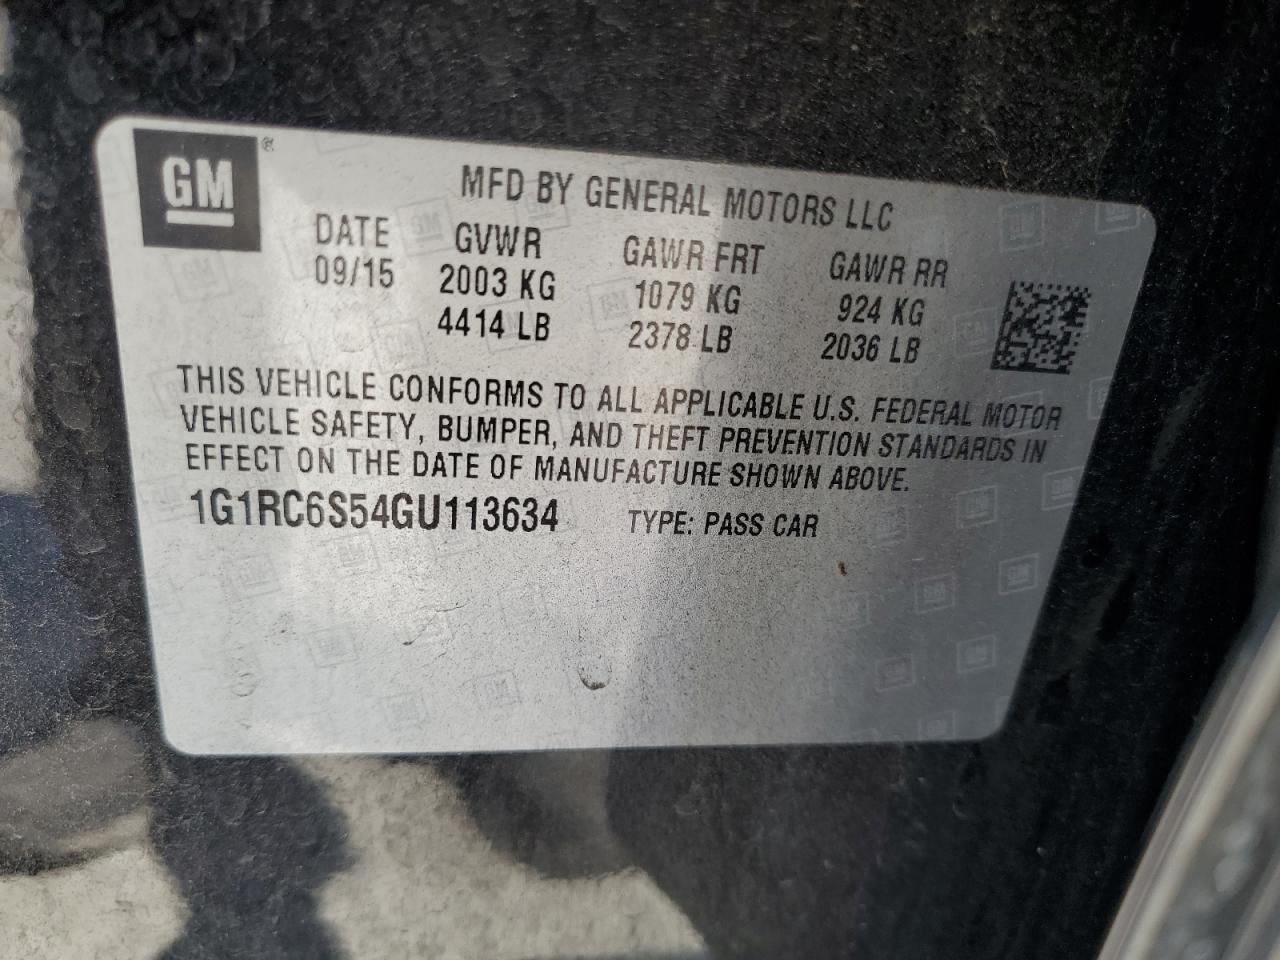 GM ®
MFD BY GENERAL MOTORS LLC
DATE GVWR GAWR FRT GAWR RR
09/15 2003 KG 1079 KG 924 KG
4414 LB 2378 LB 2036 LB
THIS VEHICLE CONFORMS TO ALL APPLICABLE U.S. FEDERAL MOTOR
VEHICLE SAFETY, BUMPER, AND THEFT PREVENTION STANDARDS IN
EFFECT ON THE DATE OF MANUFACTURE SHOWN ABOVE.
1G1RC6S54GU113634 TYPE: PASS CAR